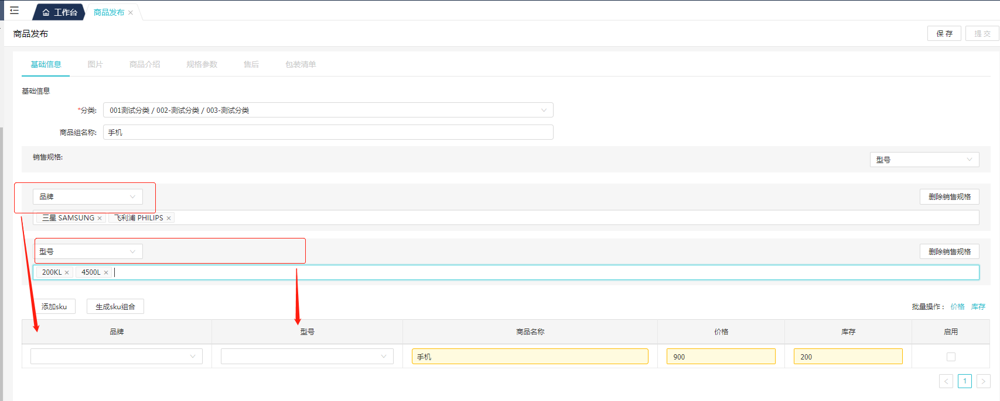 工作台 商品发布
商品发布 保 存 提 交
基础信息 图片 商品介绍 规格参数 售后 包装清单
基础信息
*分类: 001测试分类 / 002-测试分类 / 003-测试分类
商品组名称: 手机
销售规格: 型号
品牌 删除销售规格
三星 SAMSUNG × 飞利浦 PHILIPS ×
型号 删除销售规格
200KL × 4500L ×
添加sku 生成sku组合 批量操作： 价格 库存
品牌 型号 商品名称 价格 库存 启用
手机 900 200
< 1 >